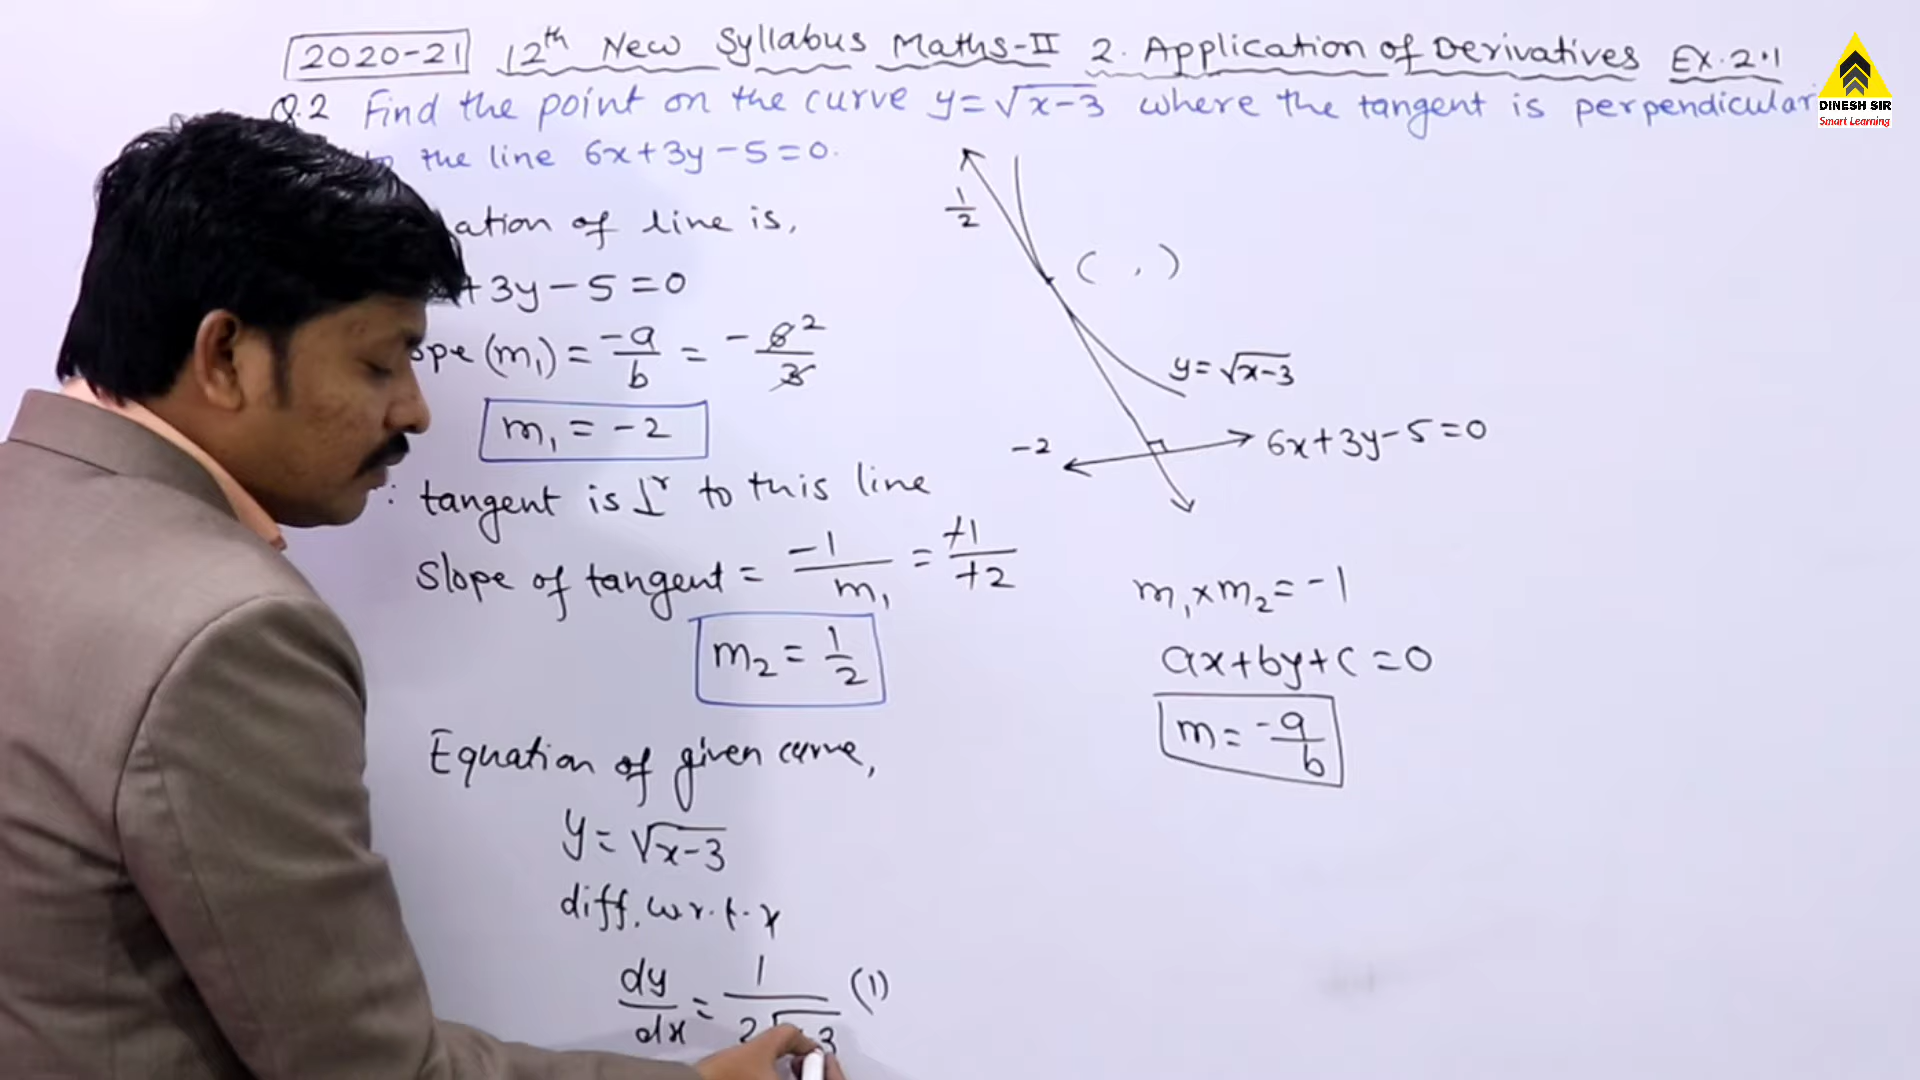 2020-21 12th New Syllabus Maths-II 2. Application of Derivatives Ex. 2.1
Q.2 Find the point on the curve y=√x-3 where the tangent is perpendicular
the line 6x+3y-5=0.
of line is,
+3y-5=0
(m₁) = -a/b = -6²/3
m₁ = -2
tangent is ⊥r to this line
Slope of tangent = -1/m₁ = +1/+2
m₂ = 1/2
Equation of given curve,
y = √x-3
diff. w.r.t. x
dy/dx = 1/2√ 3 (1)
1/2
( , )
y = √x-3
-2
6x+3y-5=0
m₁×m₂ = -1
ax+by+c=0
m = -a/b
DINESH SIR
Smart Learning